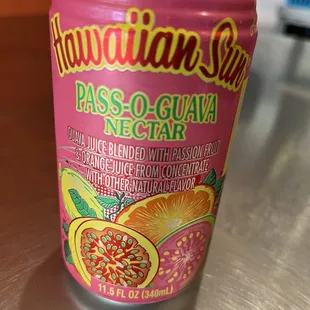 Hawaiian Sun
PASS-O-GUAVA
NECTAR
GUAVA JUICE BLENDED WITH PASSION FRUIT
& ORANGE JUICE FROM CONCENTRATE
WITH OTHER NATURAL FLAVOR
11.5 FL OZ (340mL)